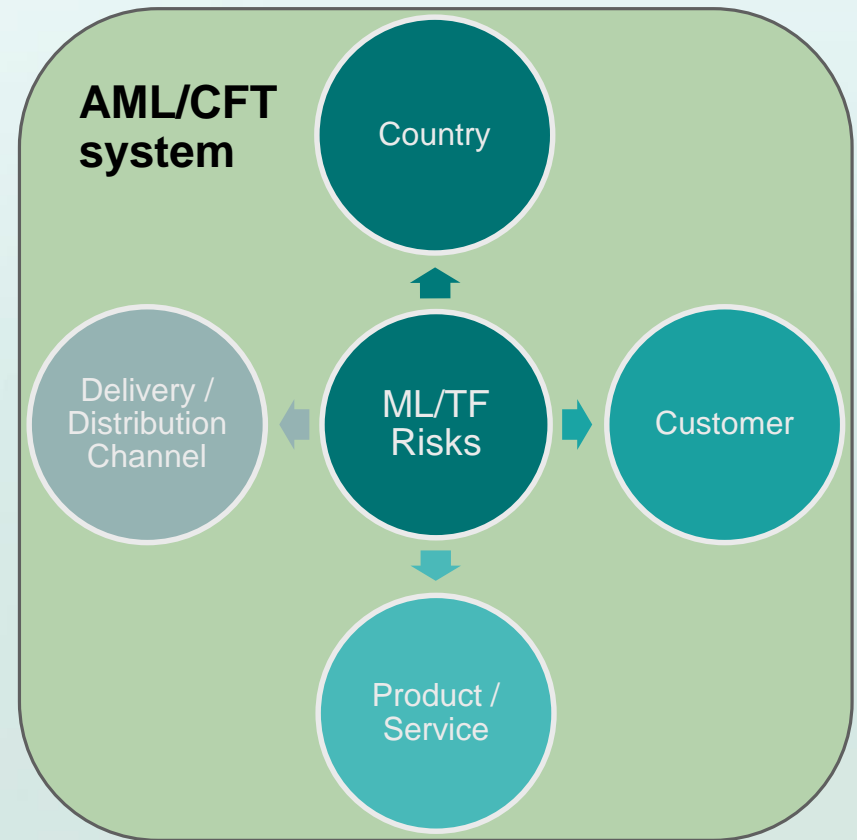 AML/CFT
system
Country
Delivery /
Distribution
Channel
ML/TF
Risks
Customer
Product /
Service